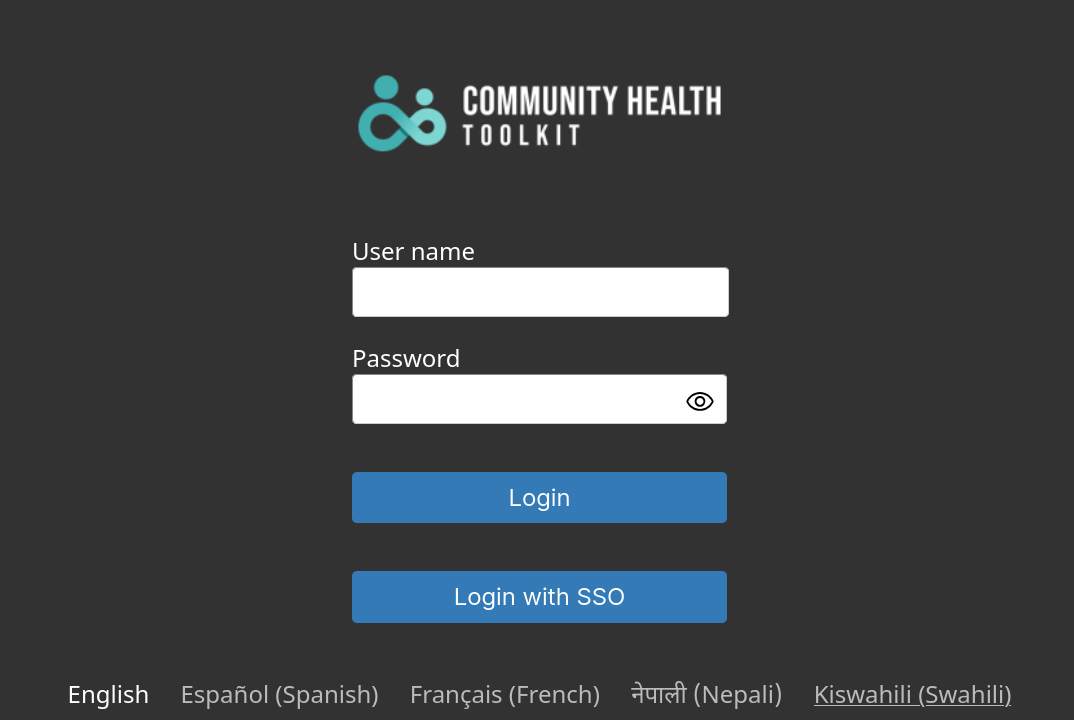 COMMUNITY HEALTH
TOOLKIT
User name
Password
Login
Login with SSO
English Español (Spanish) Français (French) नेपाली (Nepali) Kiswahili (Swahili)